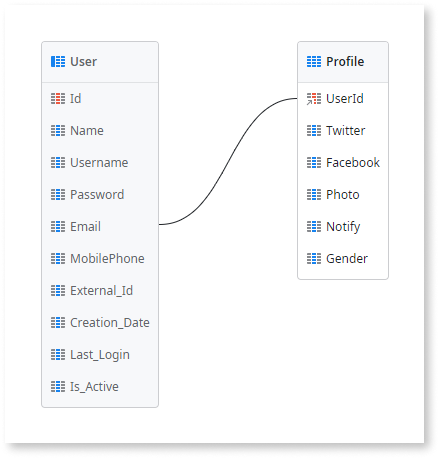 User
Id
Name
Username
Password
Email
MobilePhone
External_Id
Creation_Date
Last_Login
Is_Active
Profile
UserId
Twitter
Facebook
Photo
Notify
Gender